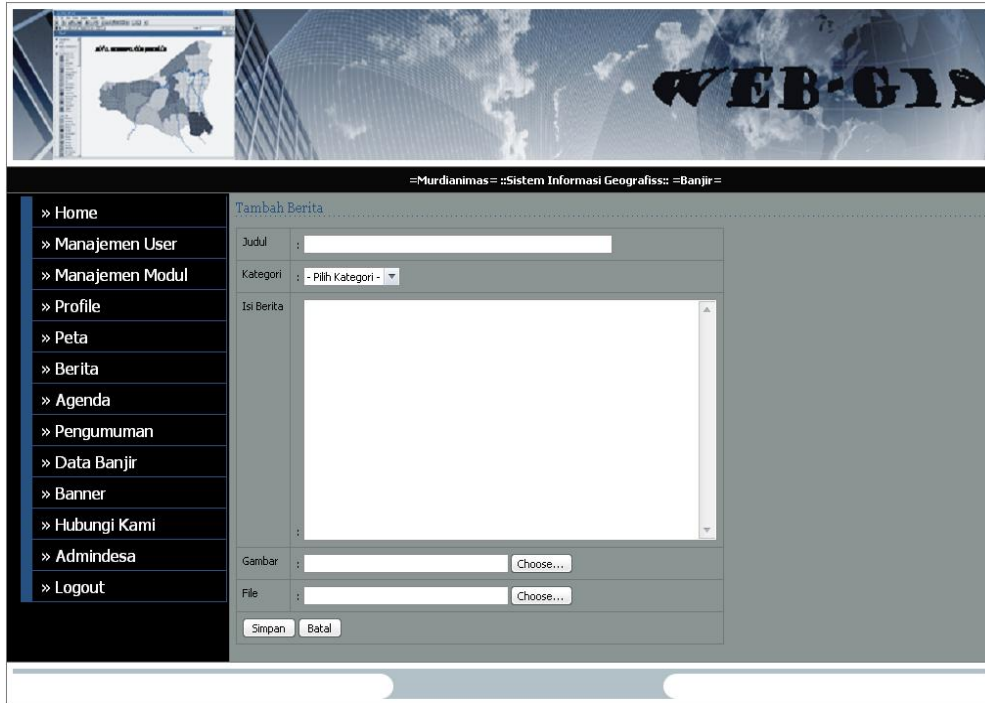 WEB-GIS
=Murdianimas= ::Sistem Informasi Geografiss:: =Banjir=
» Home
» Manajemen User
» Manajemen Modul
» Profile
» Peta
» Berita
» Agenda
» Pengumuman
» Data Banjir
» Banner
» Hubungi Kami
» Admindesa
» Logout
Tambah Berita
Judul :
Kategori : - Pilih Kategori -
Isi Berita :
Gambar : Choose...
File : Choose...
Simpan Batal